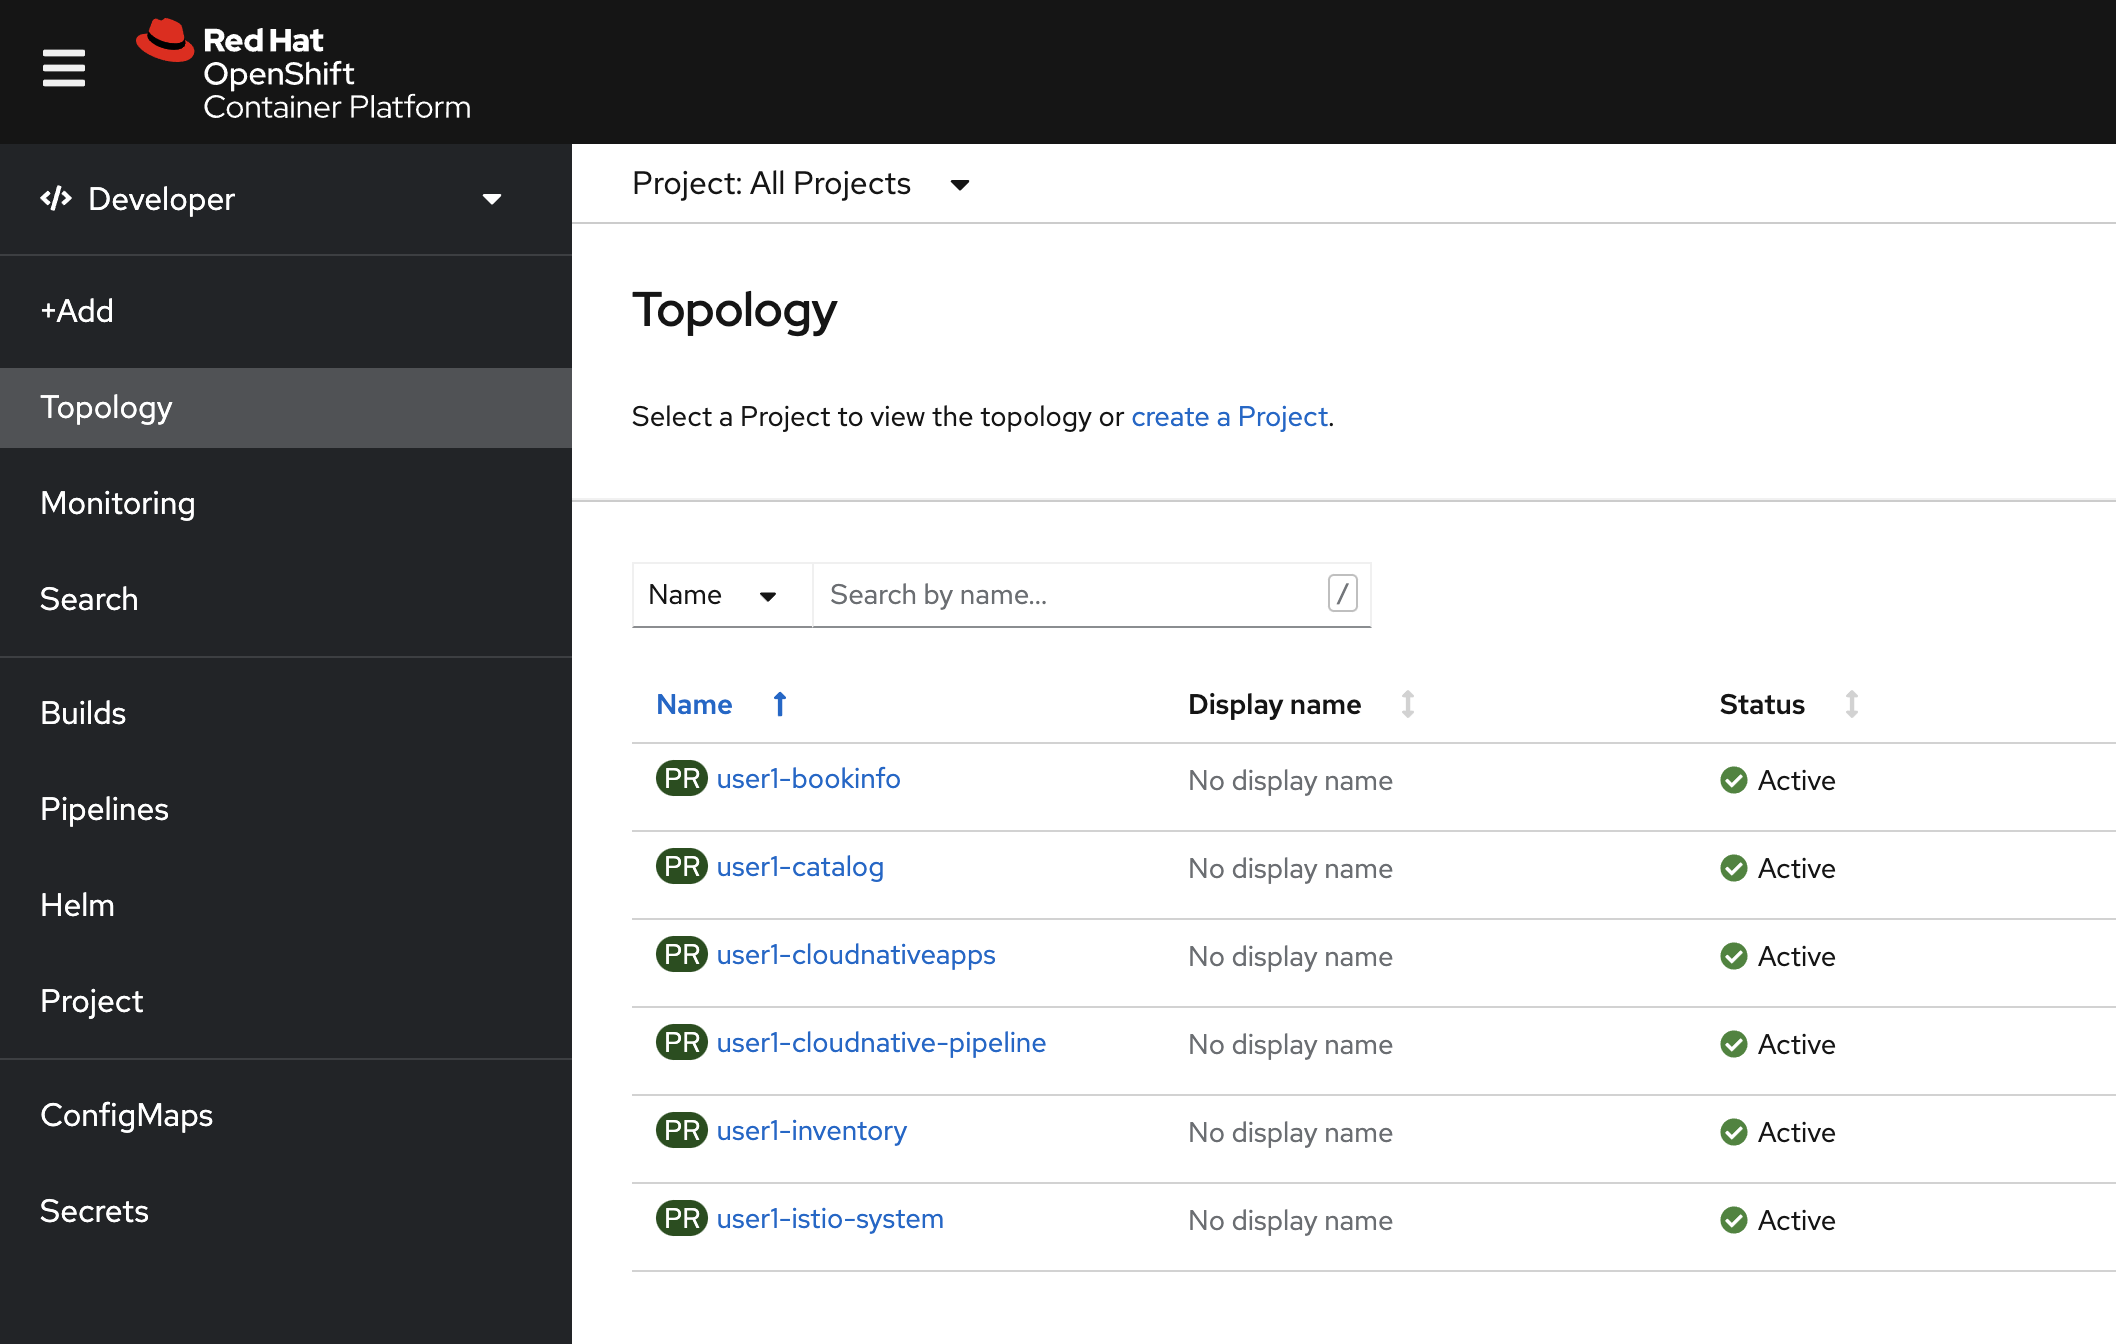 Red Hat
OpenShift
Container Platform
Developer
+Add
Topology
Monitoring
Search
Builds
Pipelines
Helm
Project
ConfigMaps
Secrets
Project: All Projects
Topology
Select a Project to view the topology or create a Project.
Name Search by name... /
Name Display name Status
PR user1-bookinfo No display name Active
PR user1-catalog No display name Active
PR user1-cloudnativeapps No display name Active
PR user1-cloudnative-pipeline No display name Active
PR user1-inventory No display name Active
PR user1-istio-system No display name Active